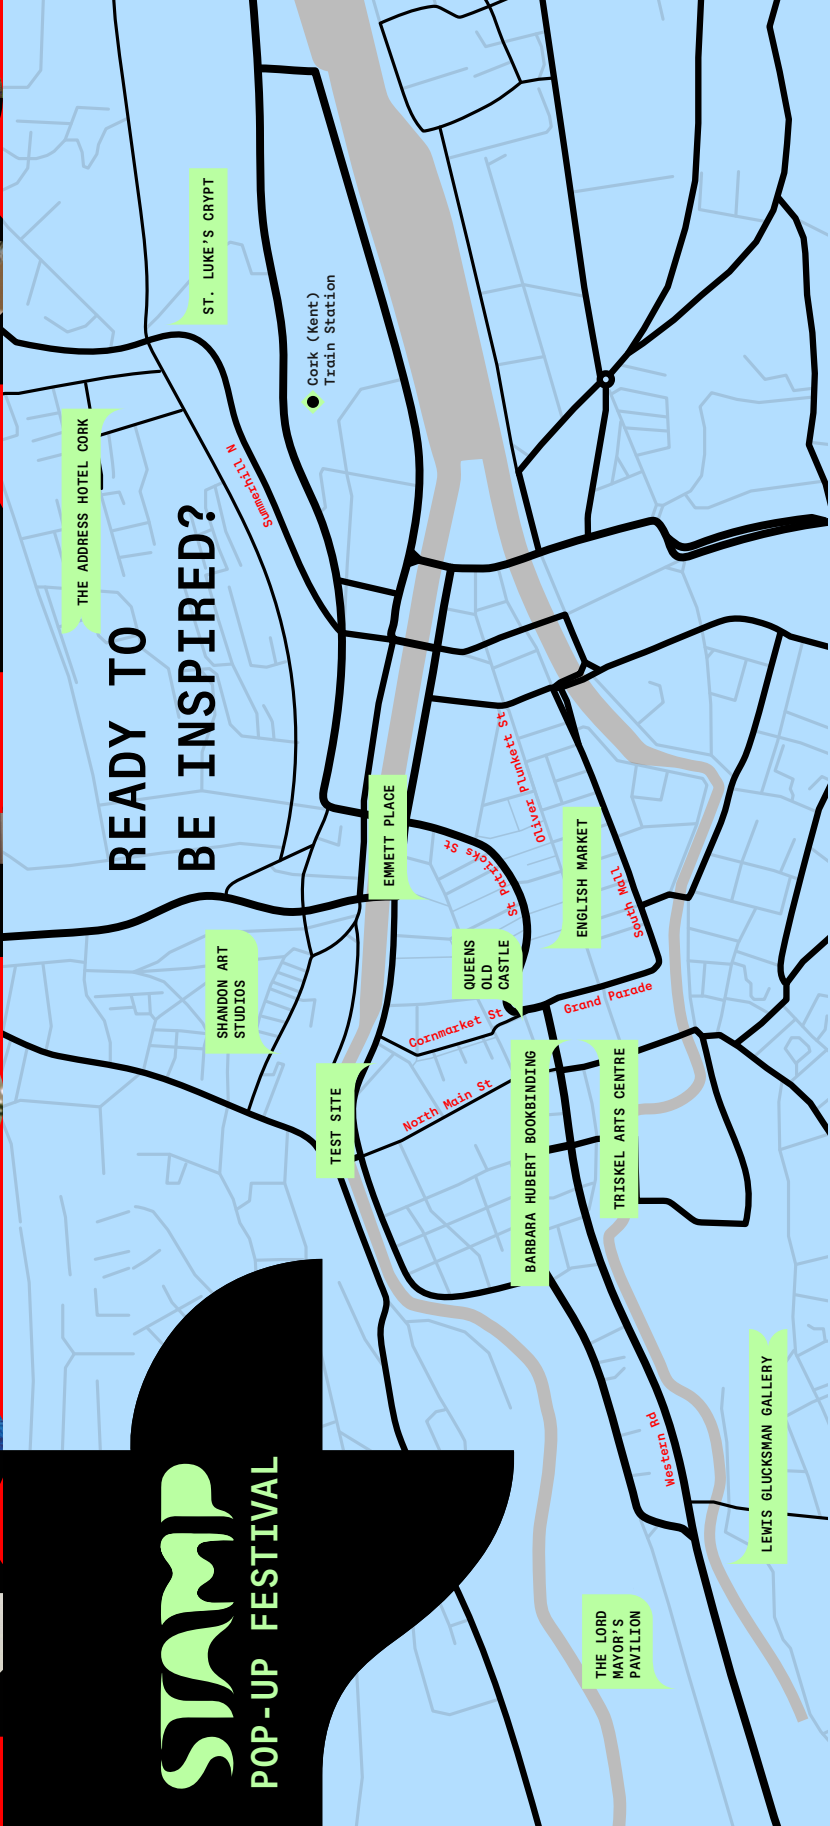 STAMP
POP-UP FESTIVAL
READY TO
BE INSPIRED?
THE ADDRESS HOTEL CORK
ST. LUKE'S CRYPT
Cork (Kent)
Train Station
Summerhill N
SHANDON ART
STUDIOS
EMMETT PLACE
TEST SITE
St Patricks St
Oliver Plunkett St
QUEENS
OLD
CASTLE
ENGLISH MARKET
South Mall
Grand Parade
Cornmarket St
North Main St
BARBARA HUBERT BOOKBINDING
TRISKEL ARTS CENTRE
Western Rd
LEWIS GLUCKSMAN GALLERY
THE LORD
MAYOR'S
PAVILION